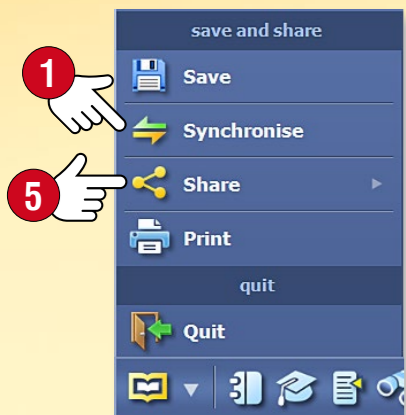 save and share
1
Save
Synchronise
5
Share
Print
quit
Quit